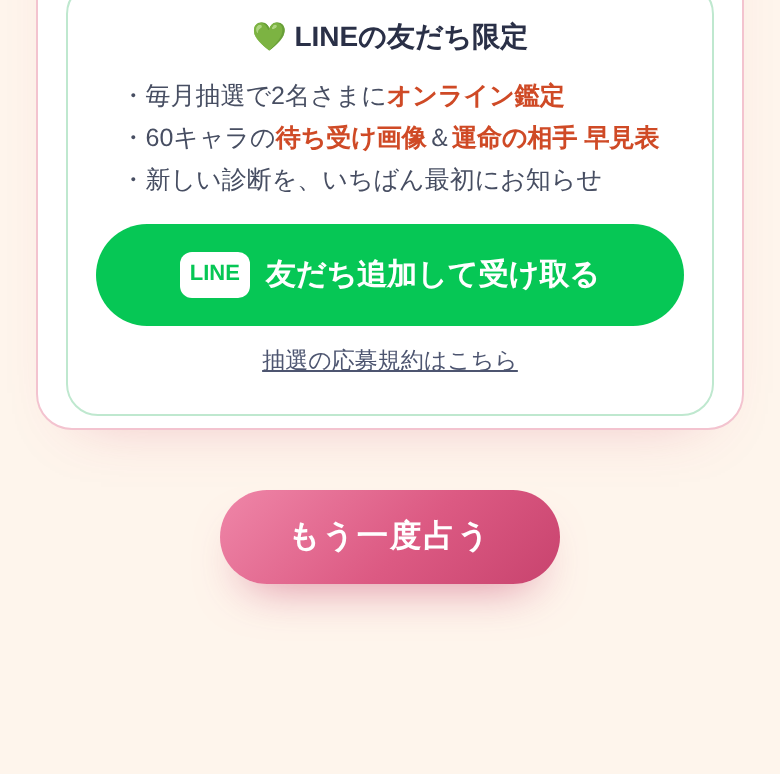 💚 LINEの友だち限定
・毎月抽選で2名さまにオンライン鑑定
・60キャラの待ち受け画像＆運命の相手 早見表
・新しい診断を、いちばん最初にお知らせ
LINE 友だち追加して受け取る
抽選の応募規約はこちら
もう一度占う